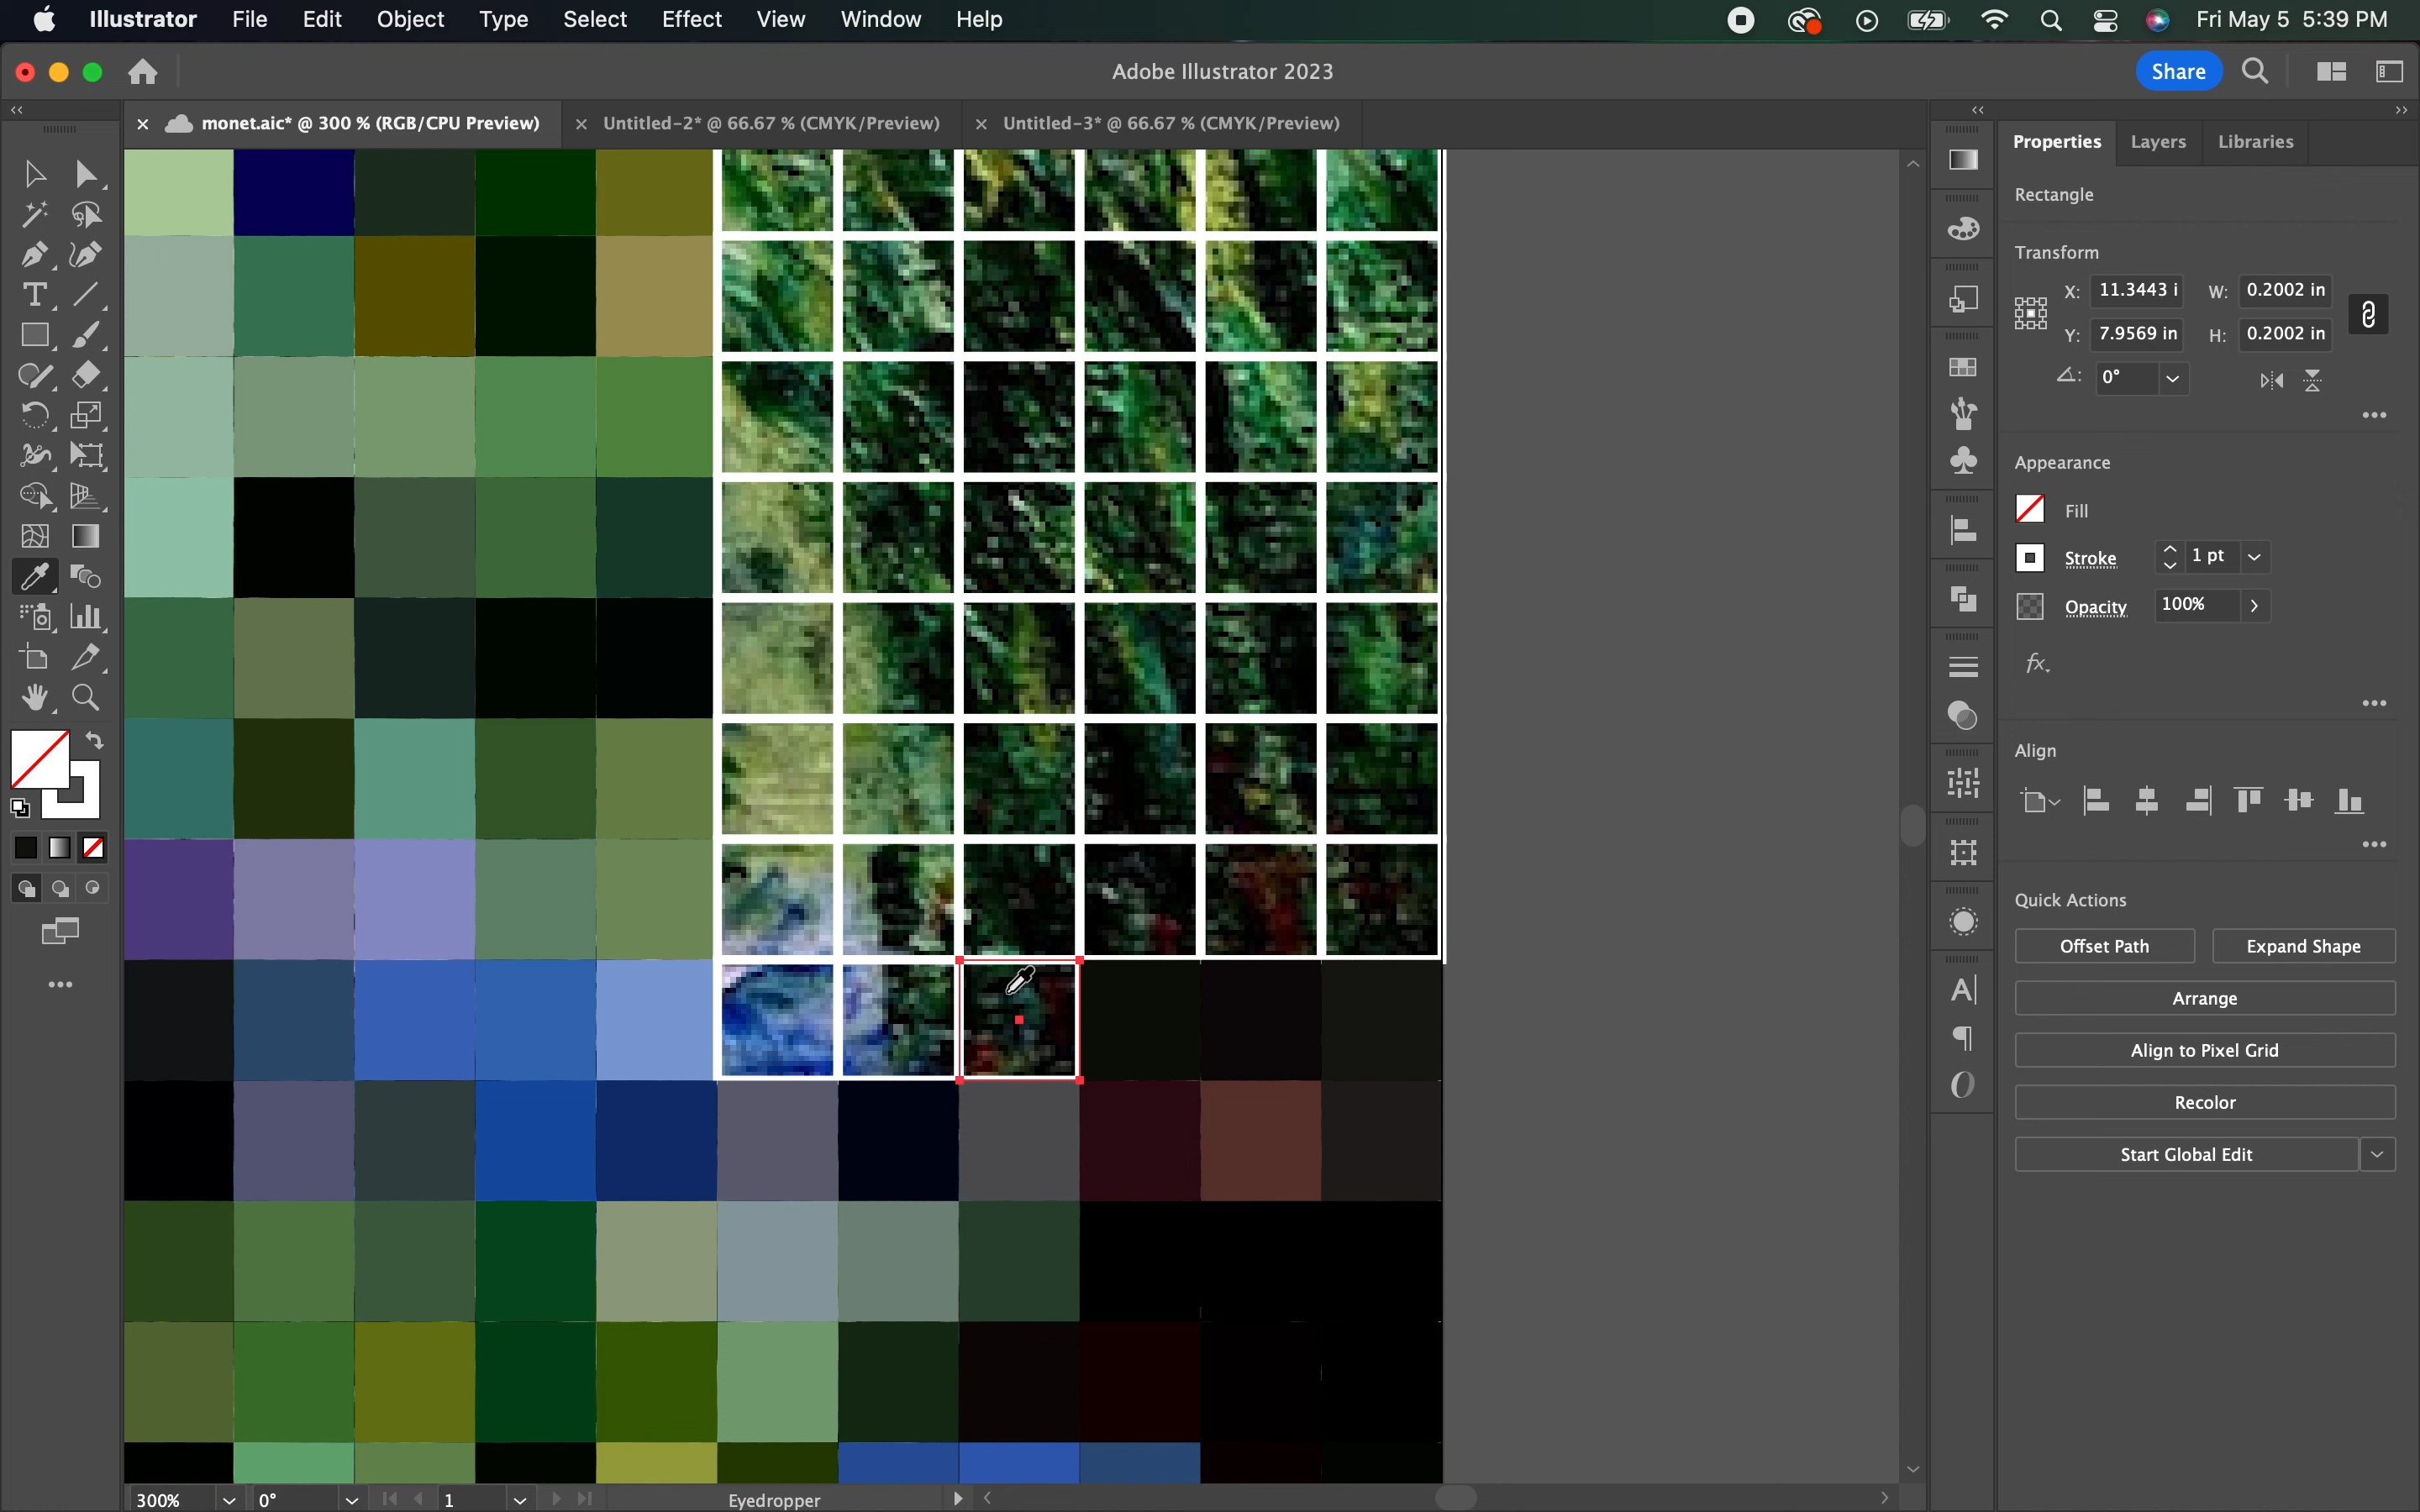 Illustrator File Edit Object Type Select Effect View Window Help Fri May 5 5:39 PM
Adobe Illustrator 2023 Share
monet.aic* @ 300 % (RGB/CPU Preview) Untitled-2* @ 66.67 % (CMYK/Preview) Untitled-3* @ 66.67 % (CMYK/Preview)
Properties Layers Libraries
Rectangle
Transform
X: 11.3443 i W: 0.2002 in
Y: 7.9569 in H: 0.2002 in
0°
Appearance
Fill
Stroke 1 pt
Opacity 100%
fx
Align
Quick Actions
Offset Path Expand Shape
Arrange
Align to Pixel Grid
Recolor
Start Global Edit
300% 0° 1 Eyedropper